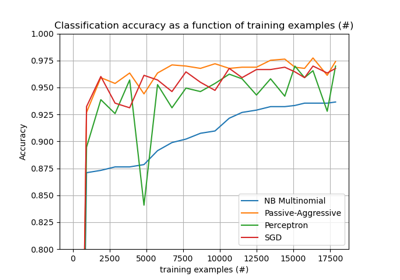 Classification accuracy as a function of training examples (#)
1.000
0.975
0.950
0.925
0.900
0.875
0.850
0.825
0.800
Accuracy
NB Multinomial
Passive-Aggressive
Perceptron
SGD
0 2500 5000 7500 10000 12500 15000 17500
training examples (#)